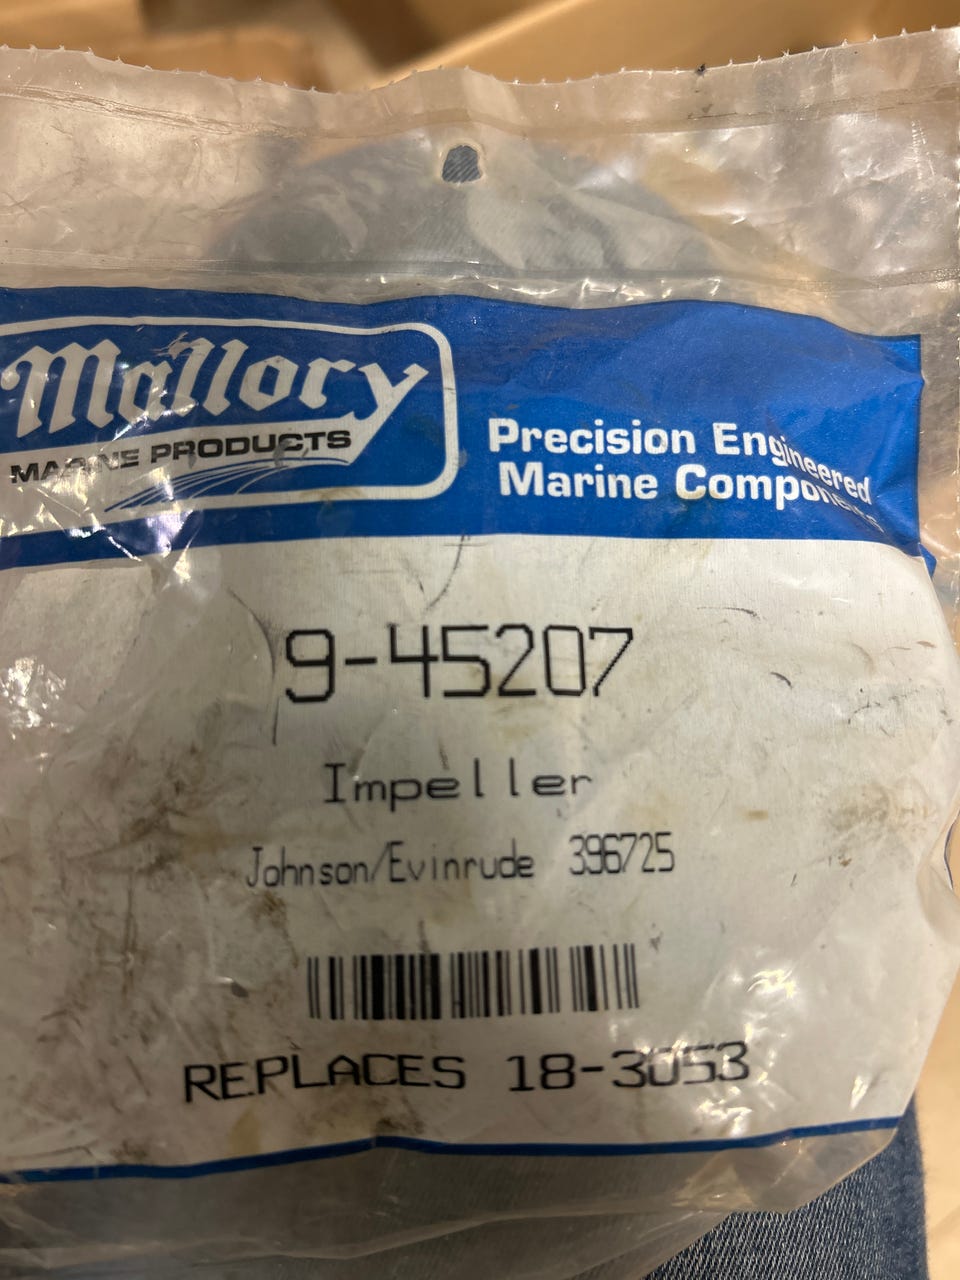 Mallory
MARINE PRODUCTS
Precision Engineered
Marine Components
9-45207
Impeller
Johnson/Evinrude 396725
REPLACES 18-3053